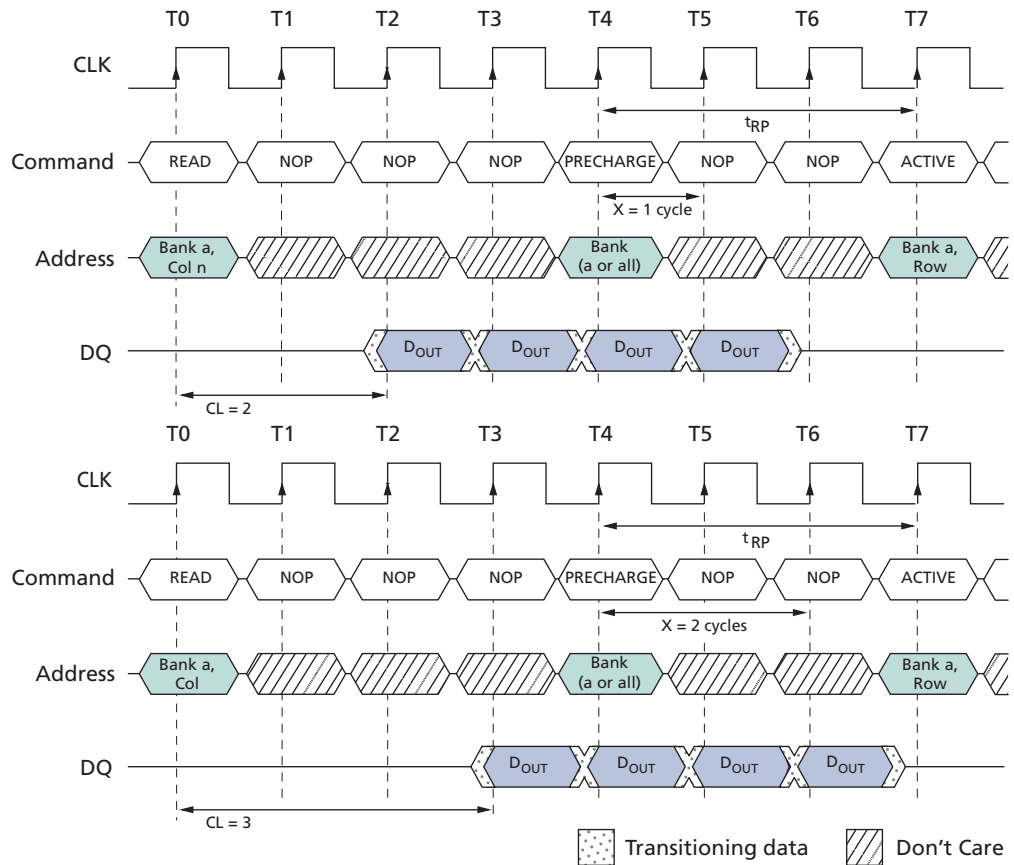 T0 T1 T2 T3 T4 T5 T6 T7
CLK
tRP
Command READ NOP NOP NOP PRECHARGE NOP NOP ACTIVE
X = 1 cycle
Address Bank a, Col n Bank (a or all) Bank a, Row
DQ DOUT DOUT DOUT DOUT
CL = 2
T0 T1 T2 T3 T4 T5 T6 T7
CLK
tRP
Command READ NOP NOP NOP PRECHARGE NOP NOP ACTIVE
X = 2 cycles
Address Bank a, Col Bank (a or all) Bank a, Row
DQ DOUT DOUT DOUT DOUT
CL = 3
Transitioning data Don't Care